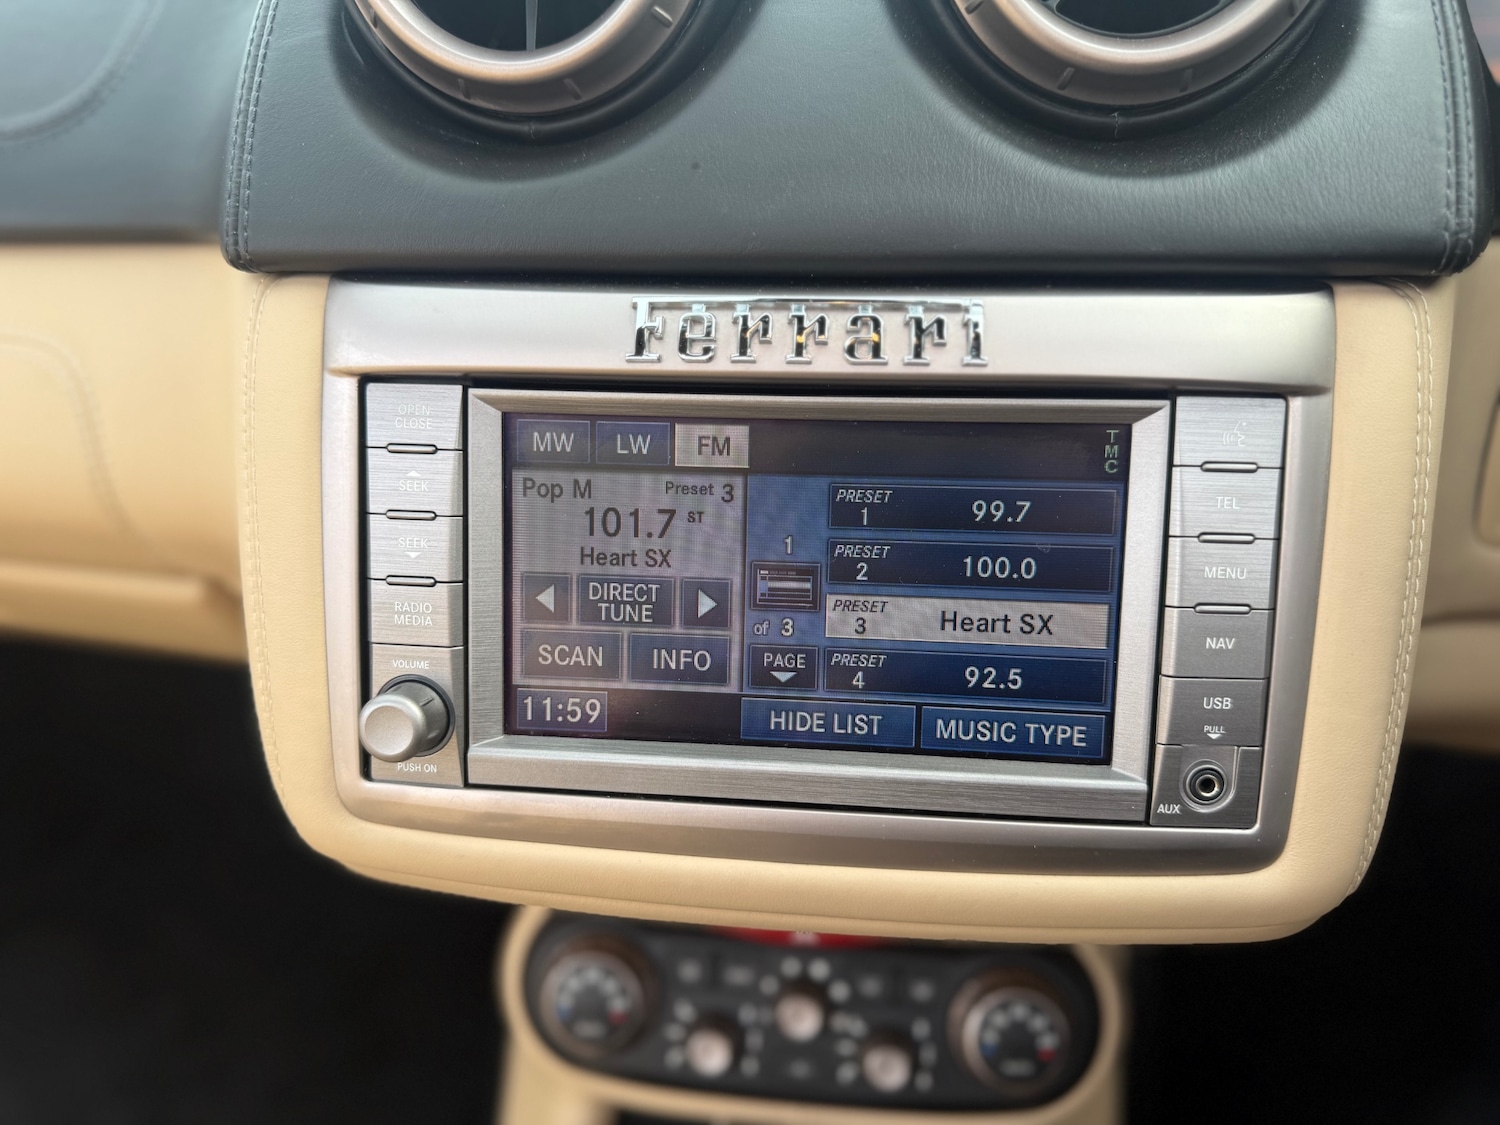 Ferrari
OPEN
CLOSE
SEEK
SEEK
RADIO
MEDIA
VOLUME
PUSH ON
MW
LW
FM
TMC
Pop M
Preset 3
101.7 ST
Heart SX
DIRECT
TUNE
SCAN
INFO
11:59
1
of 3
PAGE
PRESET
1
99.7
PRESET
2
100.0
PRESET
3
Heart SX
PRESET
4
92.5
HIDE LIST
MUSIC TYPE
TEL
MENU
NAV
USB
PULL
AUX